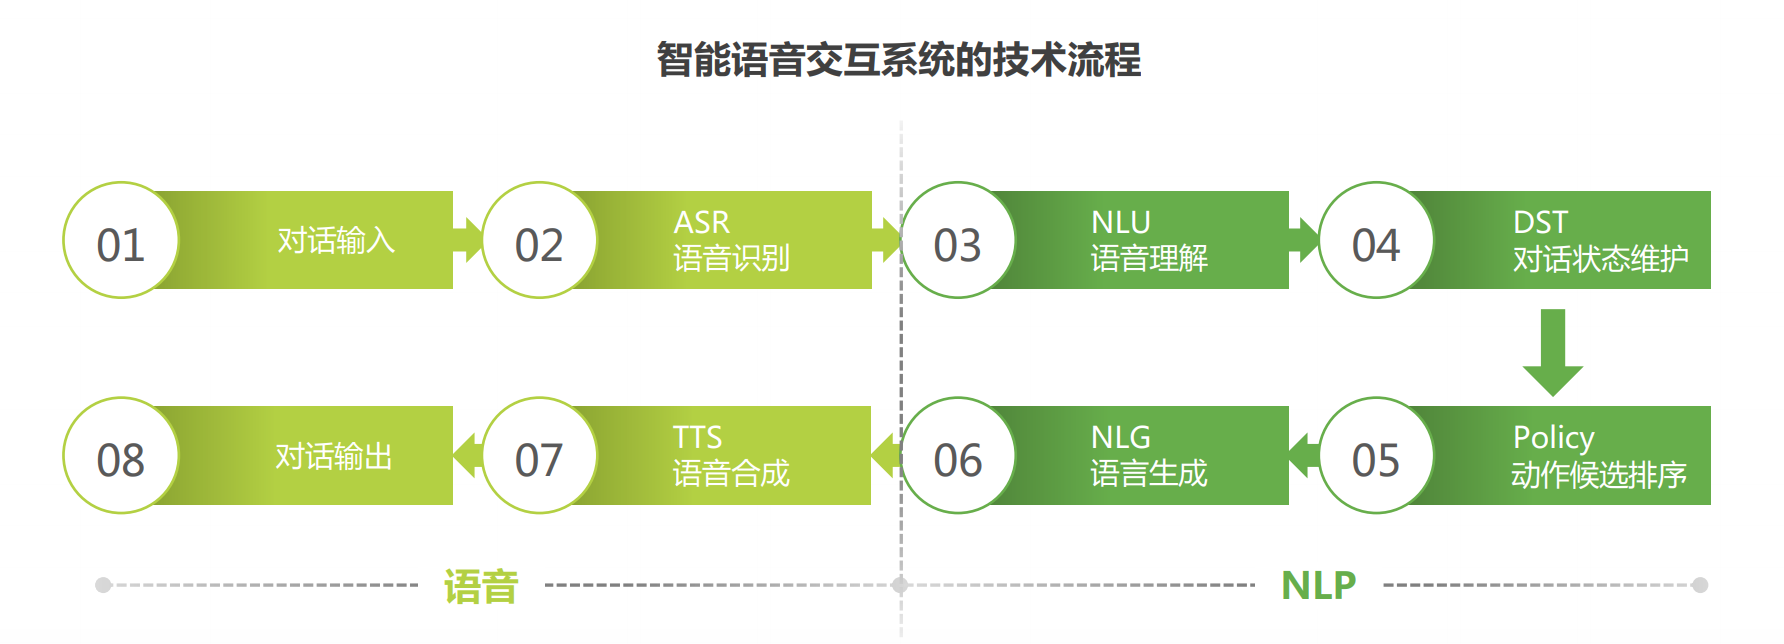 智能语音交互系统的技术流程
01
对话输入
02
ASR
语音识别
03
NLU
语音理解
04
DST
对话状态维护
08
对话输出
07
TTS
语音合成
06
NLG
语言生成
05
Policy
动作候选排序
语音
NLP